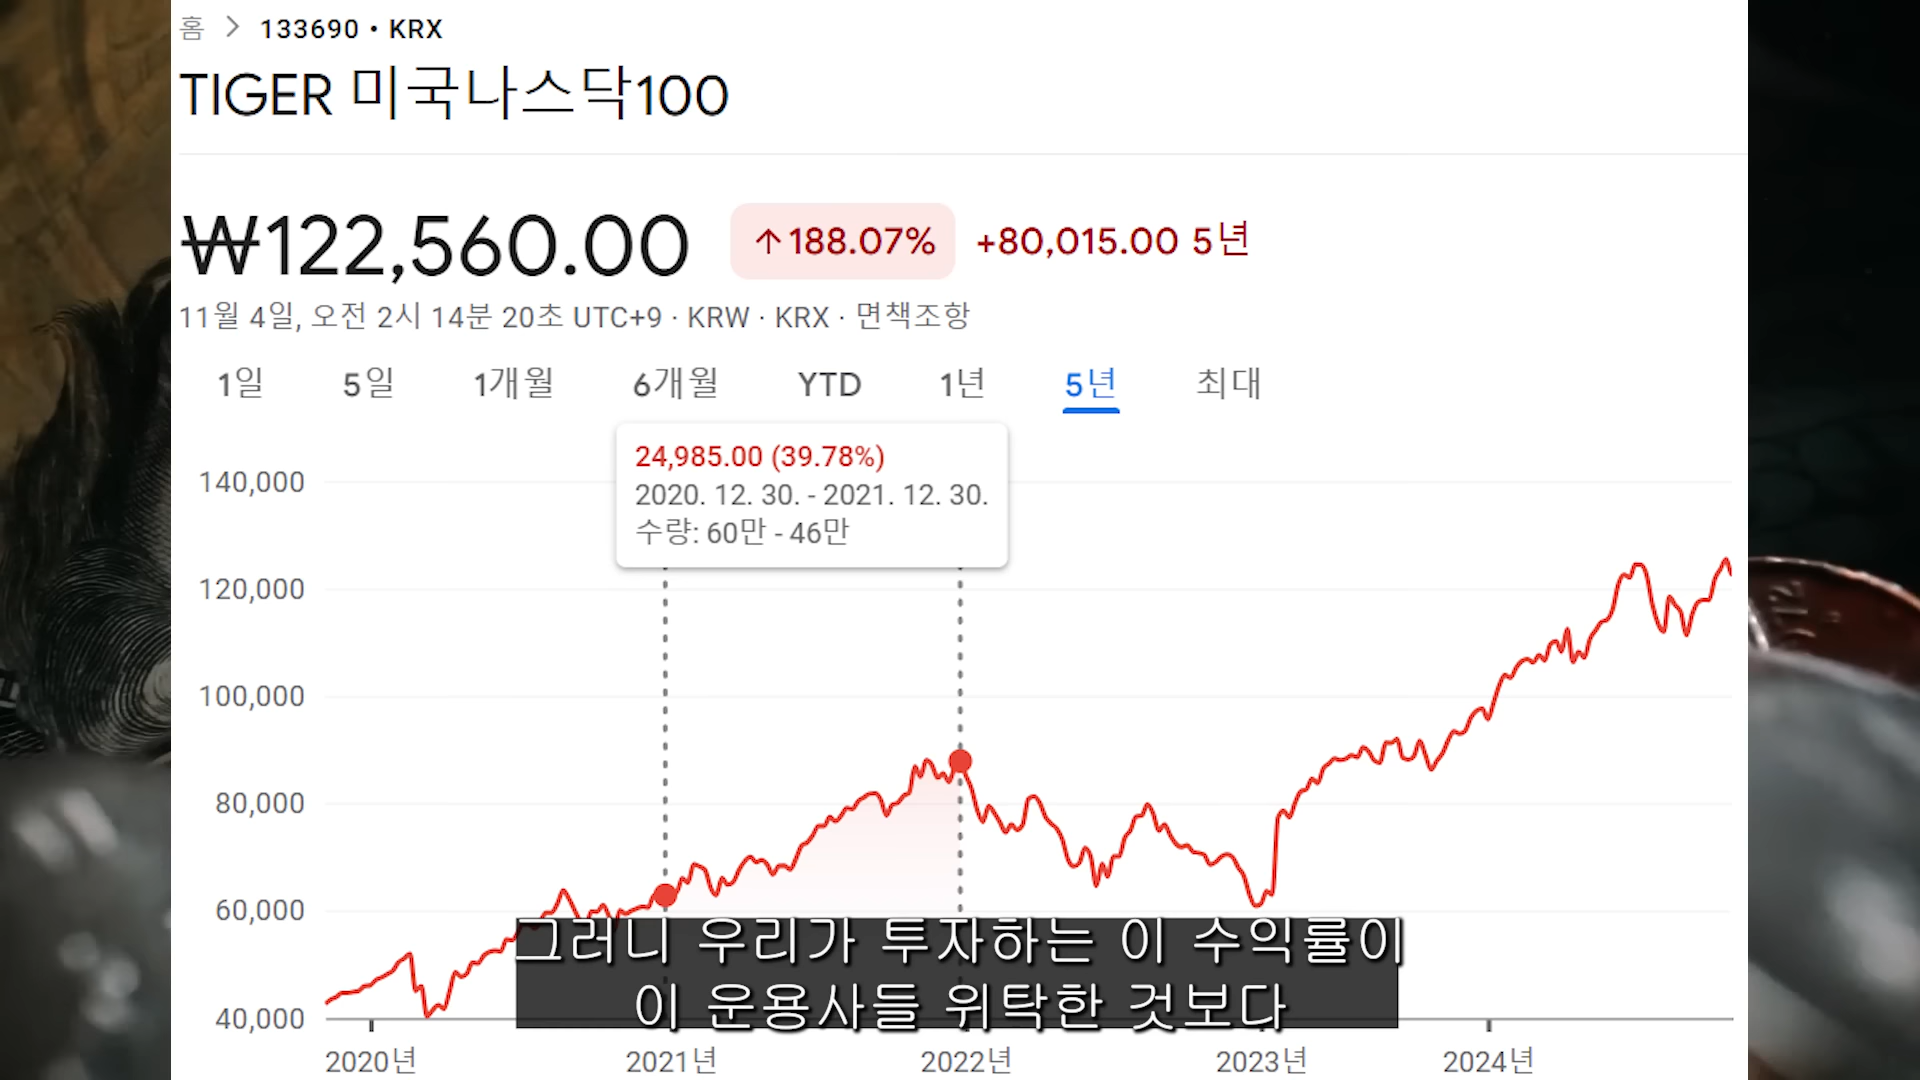 홈 > 133690 • KRX
TIGER 미국나스닥100
₩122,560.00 ↑188.07% +80,015.00 5년
11월 4일, 오전 2시 14분 20초 UTC+9 · KRW · KRX · 면책조항
1일 5일 1개월 6개월 YTD 1년 5년 최대
24,985.00 (39.78%)
2020. 12. 30. - 2021. 12. 30.
수량: 60만 - 46만
140,000
120,000
100,000
80,000
60,000
40,000
그러니 우리가 투자하는 이 수익률이
이 운용사들 위탁한 것보다
2020년 2021년 2022년 2023년 2024년